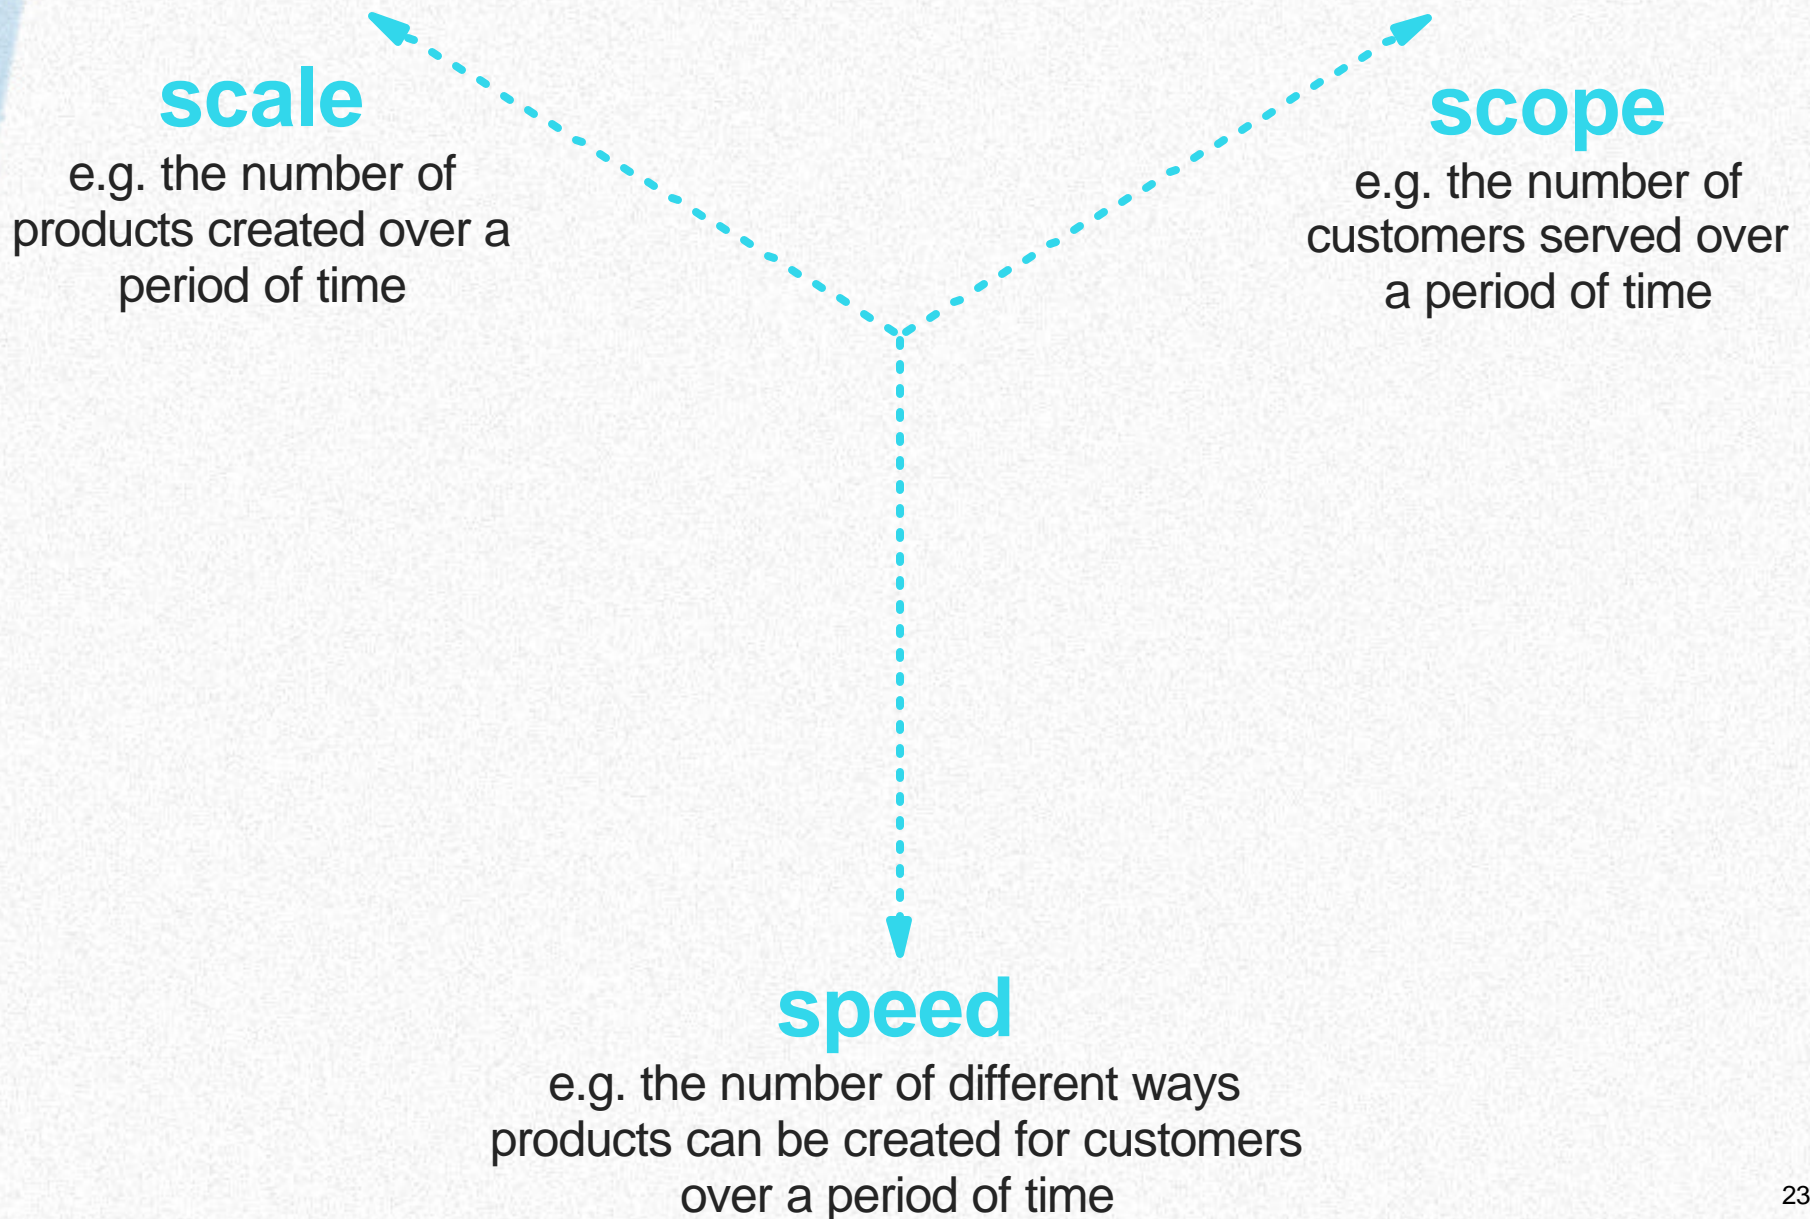 scale
e.g. the number of
products created over a
period of time
scope
e.g. the number of
customers served over
a period of time
speed
e.g. the number of different ways
products can be created for customers
over a period of time
23